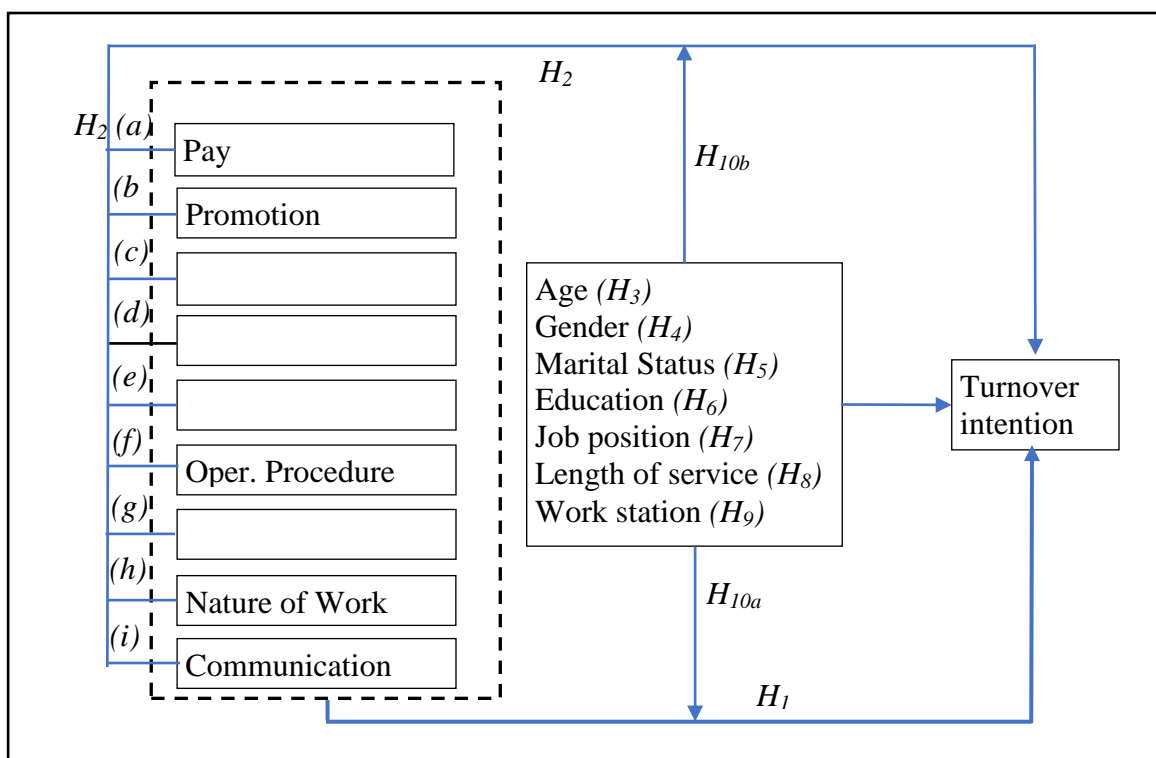 H2
H2 (a)
Pay
(b
Promotion
(c)
(d)
(e)
(f)
Oper. Procedure
(g)
(h)
Nature of Work
(i)
Communication
H10b
Age (H3)
Gender (H4)
Marital Status (H5)
Education (H6)
Job position (H7)
Length of service (H8)
Work station (H9)
H10a
H1
Turnover
intention